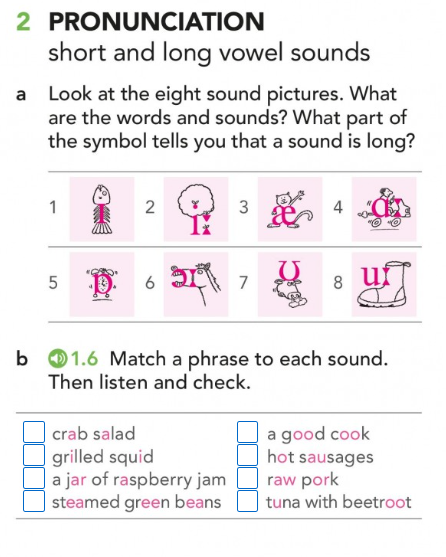 2 PRONUNCIATION
short and long vowel sounds
a Look at the eight sound pictures. What
are the words and sounds? What part of
the symbol tells you that a sound is long?
1 ɪ 2 iː 3 æ 4 ɑː
5 ɒ 6 ɔː 7 ʊ 8 uː
b 1.6 Match a phrase to each sound.
Then listen and check.
crab salad
grilled squid
a jar of raspberry jam
steamed green beans
a good cook
hot sausages
raw pork
tuna with beetroot